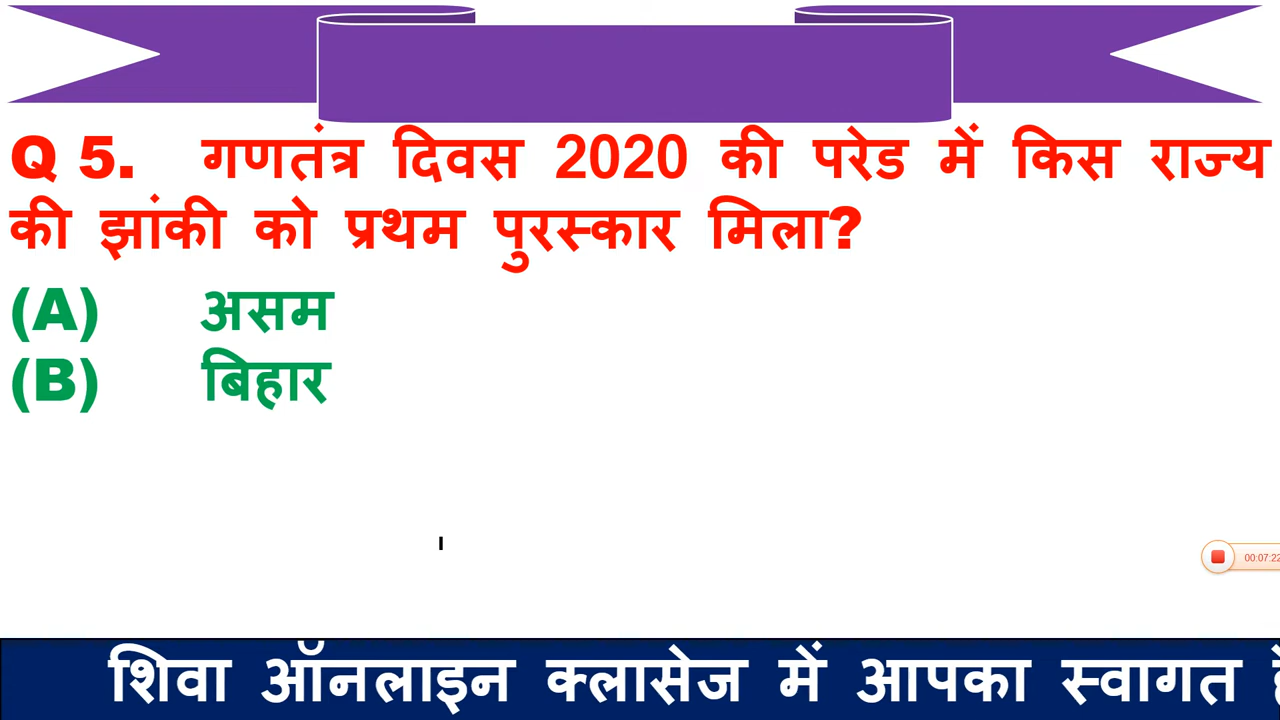 Q 5. गणतंत्र दिवस 2020 की परेड में किस राज्य
की झांकी को प्रथम पुरस्कार मिला?
(A) असम
(B) बिहार
00:07:22
शिवा ऑनलाइन क्लासेज में आपका स्वागत